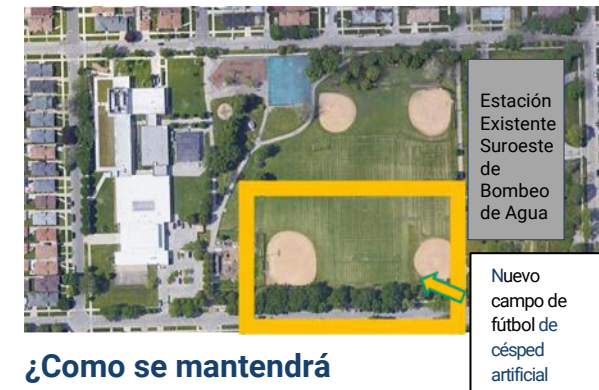 Estación
Existente
Suroeste
de
Bombeo
de Agua
Nuevo
campo de
fútbol de
césped
artificial
¿Como se mantendrá